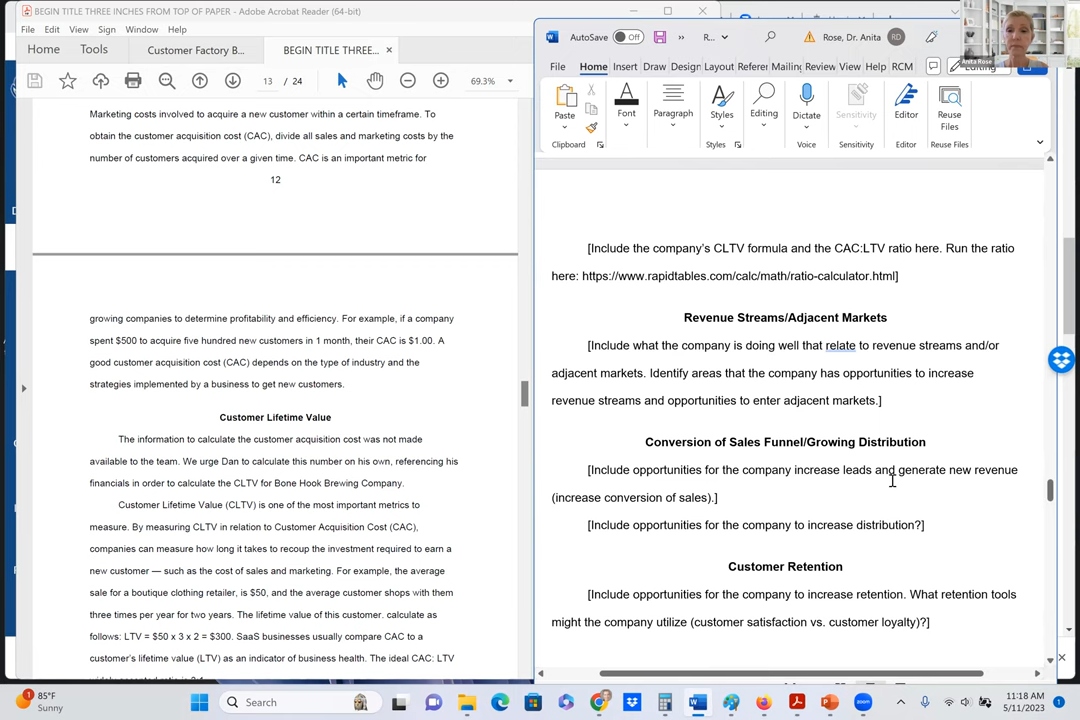 BEGIN TITLE THREE INCHES FROM TOP OF PAPER - Adobe Acrobat Reader (64-bit)
File Edit View Sign Window Help
Home Tools Customer Factory B... BEGIN TITLE THREE... ×
13 / 24 69.3%
Marketing costs involved to acquire a new customer within a certain timeframe. To
obtain the customer acquisition cost (CAC), divide all sales and marketing costs by the
number of customers acquired over a given time. CAC is an important metric for
12
growing companies to determine profitability and efficiency. For example, if a company
spent $500 to acquire five hundred new customers in 1 month, their CAC is $1.00. A
good customer acquisition cost (CAC) depends on the type of industry and the
strategies implemented by a business to get new customers.
Customer Lifetime Value
The information to calculate the customer acquisition cost was not made
available to the team. We urge Dan to calculate this number on his own, referencing his
financials in order to calculate the CLTV for Bone Hook Brewing Company.
Customer Lifetime Value (CLTV) is one of the most important metrics to
measure. By measuring CLTV in relation to Customer Acquisition Cost (CAC),
companies can measure how long it takes to recoup the investment required to earn a
new customer — such as the cost of sales and marketing. For example, the average
sale for a boutique clothing retailer, is $50, and the average customer shops with them
three times per year for two years. The lifetime value of this customer. calculate as
follows: LTV = $50 x 3 x 2 = $300. SaaS businesses usually compare CAC to a
customer's lifetime value (LTV) as an indicator of business health. The ideal CAC: LTV
AutoSave Off R... Rose, Dr. Anita RD
Anita Rose
File Home Insert Draw Design Layout Referen Mailing Review View Help RCM Editing
Paste Font Paragraph Styles Editing Dictate Sensitivity Editor Reuse Files
Clipboard Styles Voice Sensitivity Editor Reuse Files
[Include the company's CLTV formula and the CAC:LTV ratio here. Run the ratio
here: https://www.rapidtables.com/calc/math/ratio-calculator.html]
Revenue Streams/Adjacent Markets
[Include what the company is doing well that relate to revenue streams and/or
adjacent markets. Identify areas that the company has opportunities to increase
revenue streams and opportunities to enter adjacent markets.]
Conversion of Sales Funnel/Growing Distribution
[Include opportunities for the company increase leads and generate new revenue
(increase conversion of sales).]
[Include opportunities for the company to increase distribution?]
Customer Retention
[Include opportunities for the company to increase retention. What retention tools
might the company utilize (customer satisfaction vs. customer loyalty)?]
85°F
Sunny
Search
11:18 AM
5/11/2023